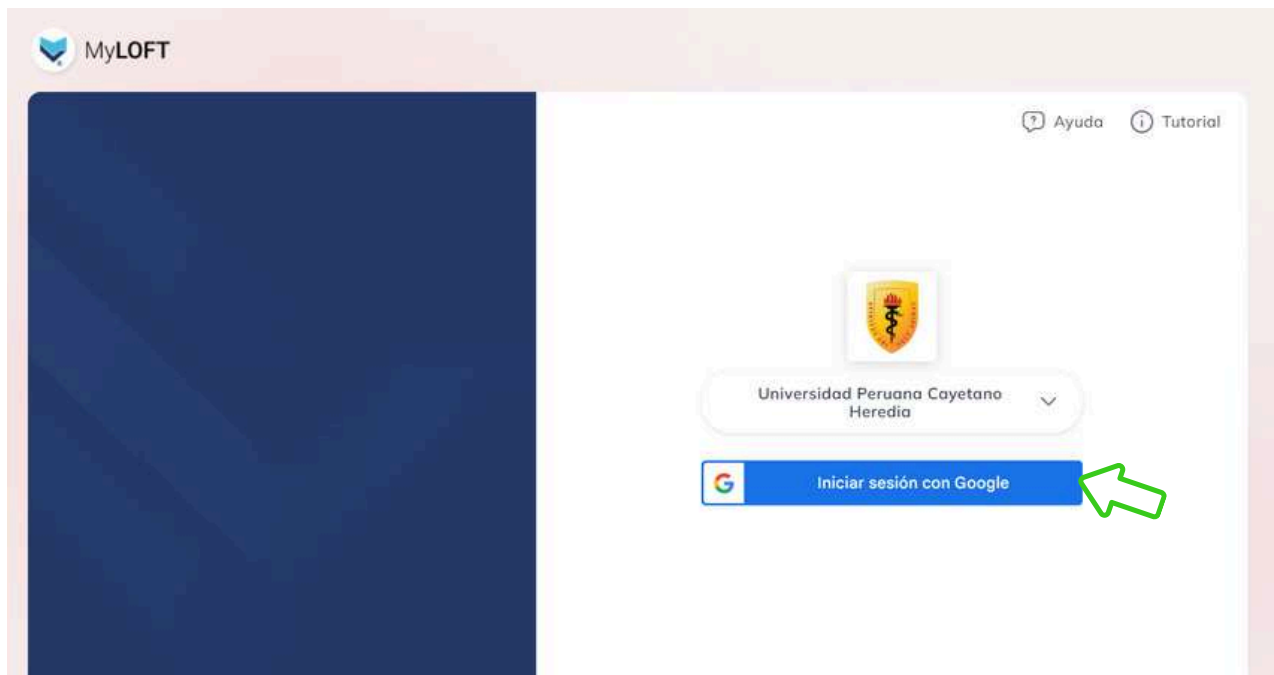 MyLOFT
Ayuda
Tutorial
Universidad Peruana Cayetano
Heredia
Iniciar sesión con Google